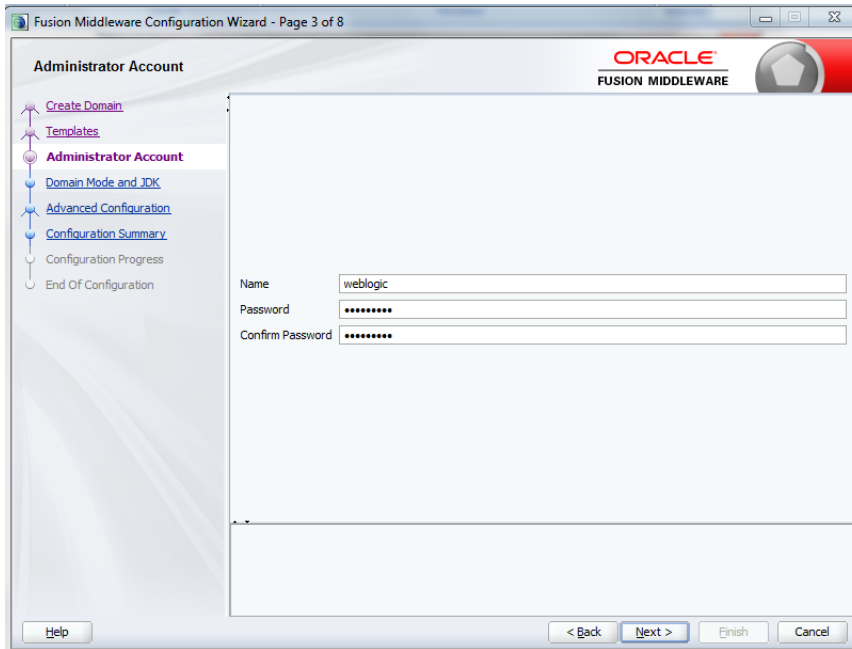 Fusion Middleware Configuration Wizard - Page 3 of 8
Administrator Account
ORACLE
FUSION MIDDLEWARE
Create Domain
Templates
Administrator Account
Domain Mode and JDK
Advanced Configuration
Configuration Summary
Configuration Progress
End Of Configuration
Name weblogic
Password •••••••••
Confirm Password •••••••••
Help < Back Next > Finish Cancel